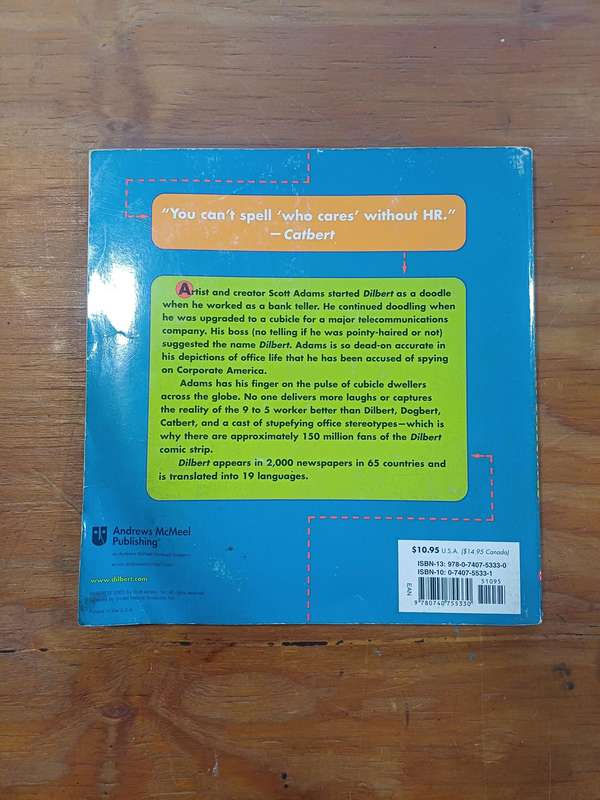 "You can't spell 'who cares' without HR."
— Catbert
Artist and creator Scott Adams started Dilbert as a doodle
when he worked as a bank teller. He continued doodling when
he was upgraded to a cubicle for a major telecommunications
company. His boss (no telling if he was pointy-haired or not)
suggested the name Dilbert. Adams is so dead-on accurate in
his depictions of office life that he has been accused of spying
on Corporate America.
Adams has his finger on the pulse of cubicle dwellers
across the globe. No one delivers more laughs or captures
the reality of the 9 to 5 worker better than Dilbert, Dogbert,
Catbert, and a cast of stupefying office stereotypes—which is
why there are approximately 150 million fans of the Dilbert
comic strip.
Dilbert appears in 2,000 newspapers in 65 countries and
is translated into 19 languages.
Andrews McMeel
Publishing
www.dilbert.com
Printed in the U.S.A.
$10.95 U.S.A. ($14.95 Canada)
ISBN-13: 978-0-7407-5533-0
ISBN-10: 0-7407-5533-1
51095
EAN
9 780740 755330